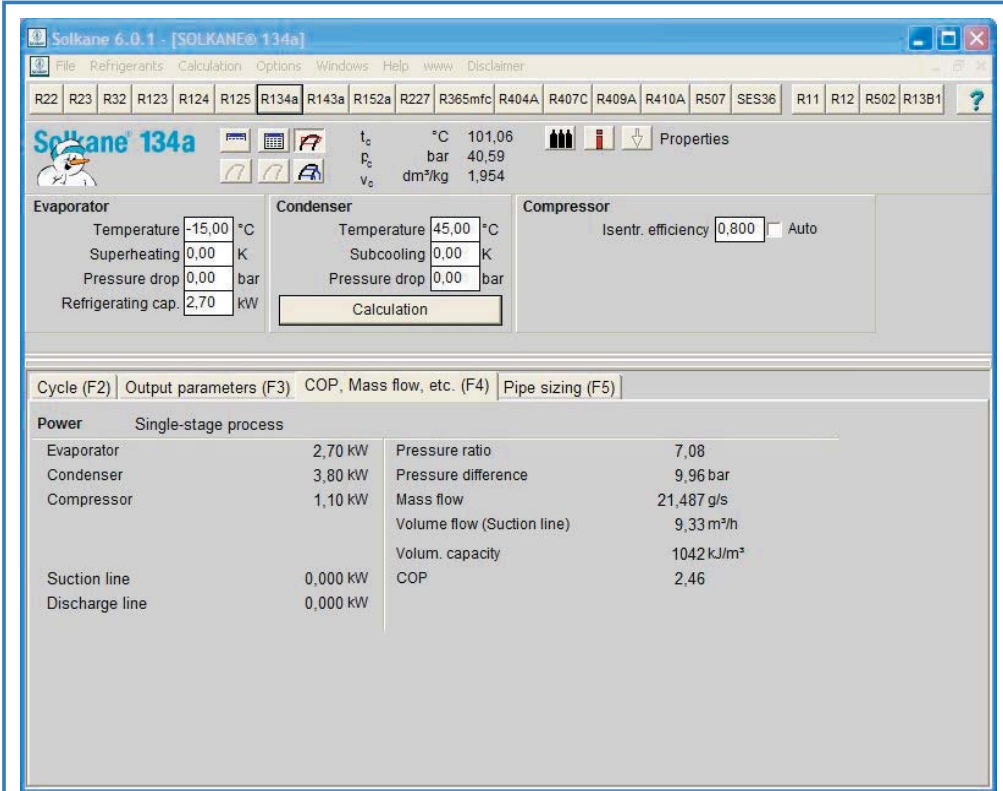 Solkane 6.0.1 - [SOLKANE® 134a]
File Refrigerants Calculation Options Windows Help www Disclaimer
R22 R23 R32 R123 R124 R125 R134a R143a R152a R227 R365mfc R404A R407C R409A R410A R507 SES36 R11 R12 R502 R13B1 ?
Solkane® 134a
tc °C 101,06
pc bar 40,59
vc dm³/kg 1,954
Properties
Evaporator
Temperature -15,00 °C
Superheating 0,00 K
Pressure drop 0,00 bar
Refrigerating cap. 2,70 kW
Condenser
Temperature 45,00 °C
Subcooling 0,00 K
Pressure drop 0,00 bar
Calculation
Compressor
Isentr. efficiency 0,800 Auto
Cycle (F2) Output parameters (F3) COP, Mass flow, etc. (F4) Pipe sizing (F5)
Power Single-stage process
Evaporator 2,70 kW
Condenser 3,80 kW
Compressor 1,10 kW
Suction line 0,000 kW
Discharge line 0,000 kW
Pressure ratio 7,08
Pressure difference 9,96 bar
Mass flow 21,487 g/s
Volume flow (Suction line) 9,33 m³/h
Volum. capacity 1042 kJ/m³
COP 2,46